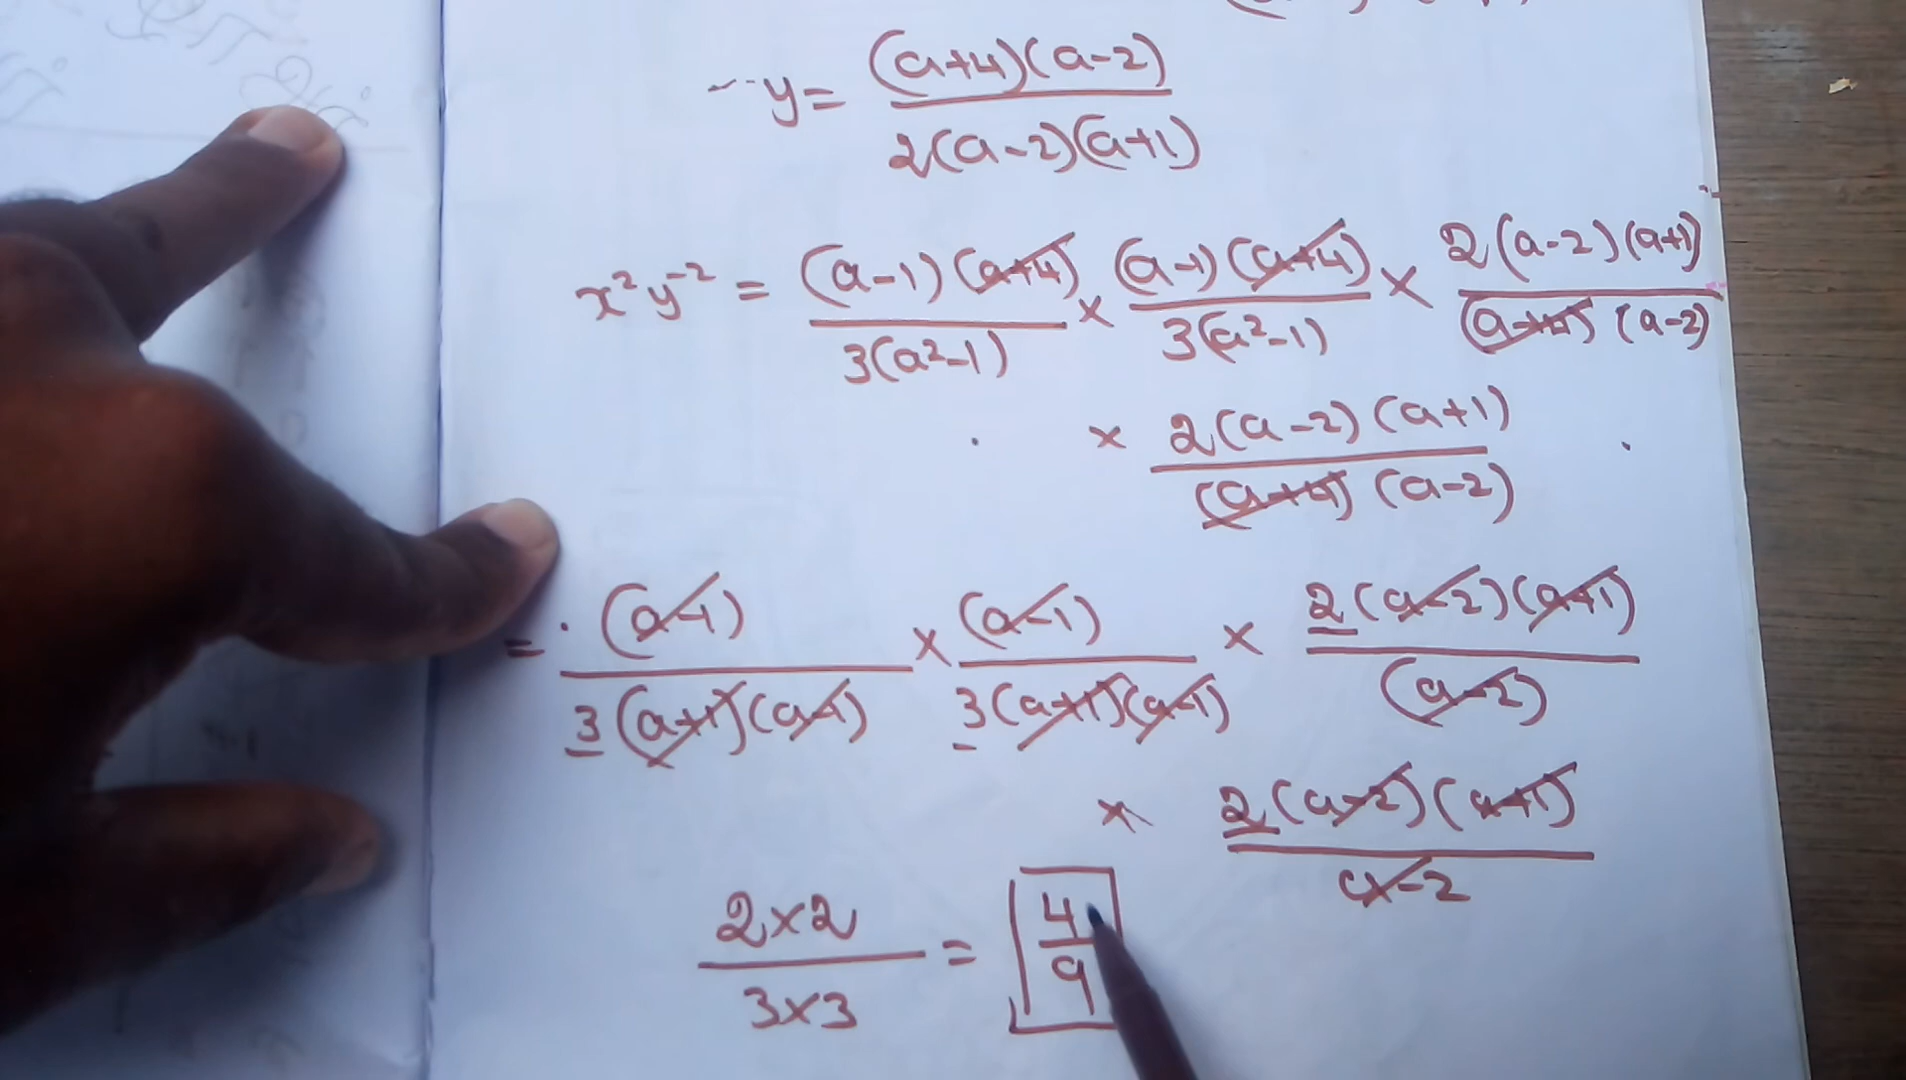 y = (a+4)(a-2) / 2(a-2)(a+1)
x² y⁻² = (a-1)(a+4) / 3(a²-1) × (a-1)(a+4) / 3(a²-1) × 2(a-2)(a+1) / (a+4)(a-2)
× 2(a-2)(a+1) / (a+4)(a-2)
= (a-1) / 3(a+1)(a-1) × (a-1) / 3(a+1)(a-1) × 2(a-2)(a+1) / (a-2)
× 2(a-2)(a+1) / a-2
2×2 / 3×3 = 4/9